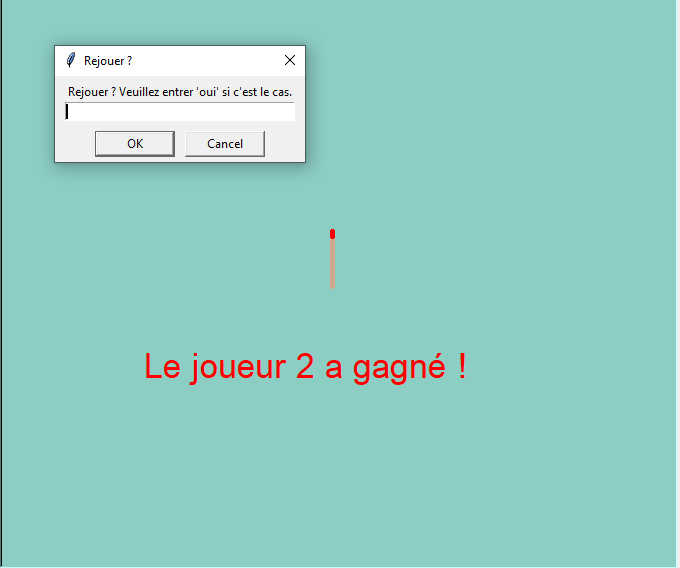 Rejouer ?
Rejouer ? Veuillez entrer 'oui' si c'est le cas.
OK
Cancel
Le joueur 2 a gagné !